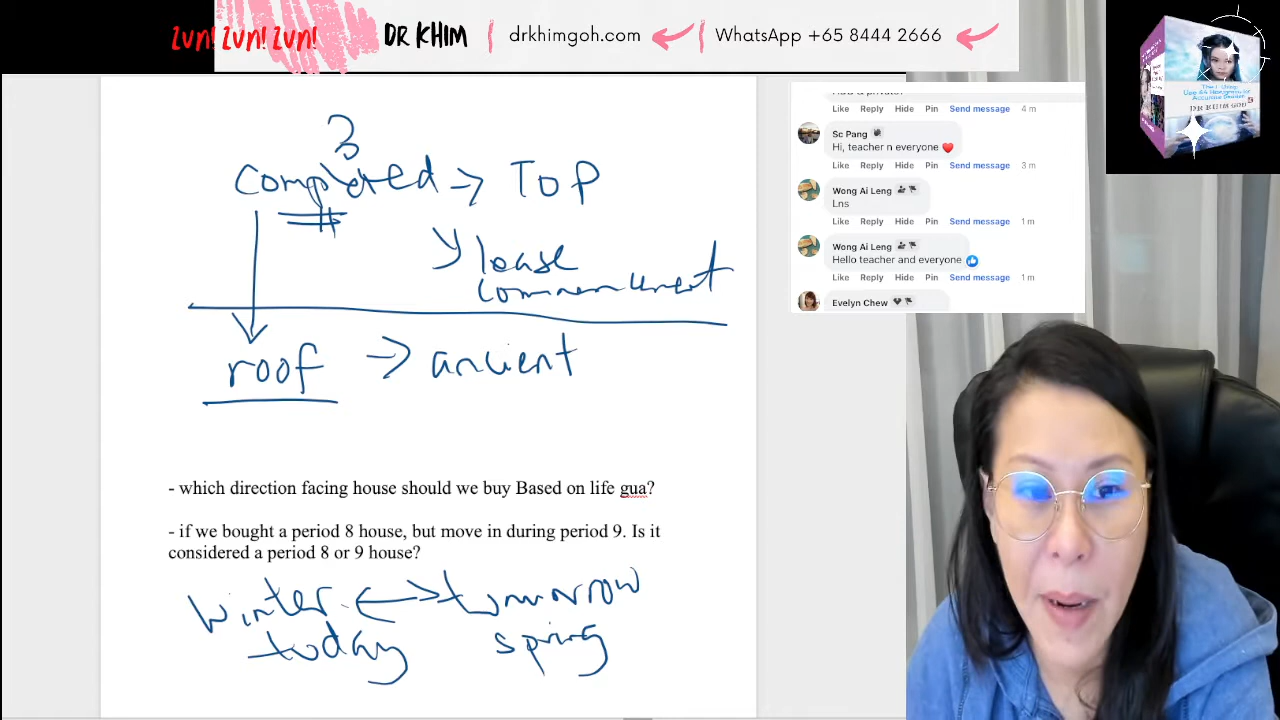 ZUN! ZUN! ZUN! DR KHIM drkhimgoh.com WhatsApp +65 8444 2666
3
completed → TOP
lease
commencement
roof → ancient
- which direction facing house should we buy Based on life gua?
- if we bought a period 8 house, but move in during period 9. Is it
considered a period 8 or 9 house?
Winter ↔ tomorrow
today spring
Like Reply Hide Pin Send message 4 m
Sc Pang
Hi, teacher n everyone ❤️
Like Reply Hide Pin Send message 3 m
Wong Ai Leng
Lns
Like Reply Hide Pin Send message 1 m
Wong Ai Leng
Hello teacher and everyone 👍
Like Reply Hide Pin Send message 1 m
Evelyn Chew
DR KHIM GOH